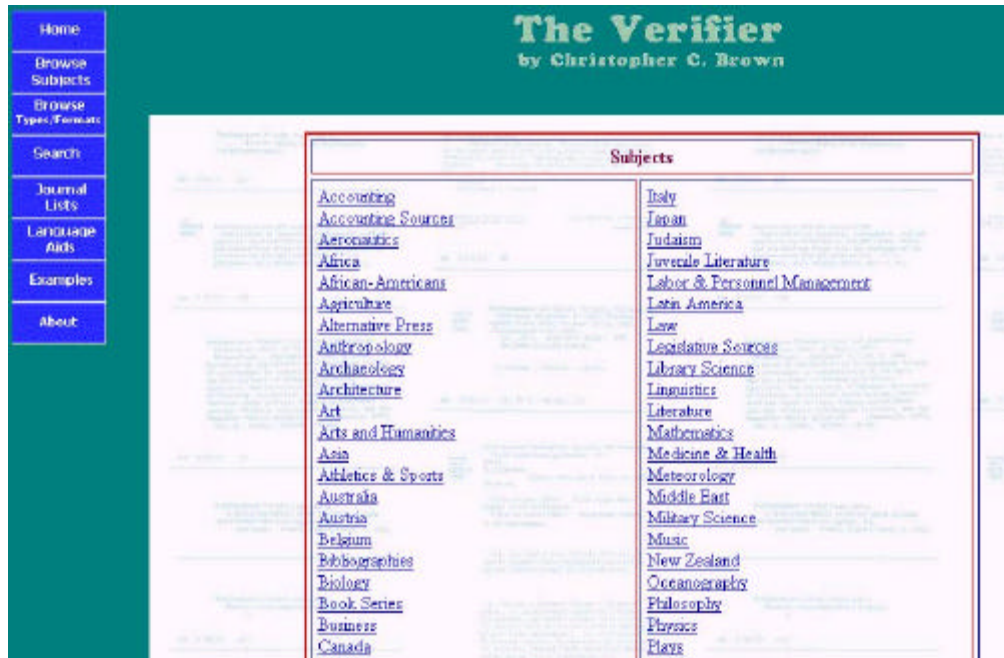 The Verifier
by Christopher C. Brown
Home
Browse
Subjects
Browse
Types/Formats
Search
Journal
Lists
Language
Aids
Examples
About
Subjects
Accounting
Accounting Sources
Aeronautics
Africa
African-Americans
Agriculture
Alternative Press
Anthropology
Archaeology
Architecture
Art
Arts and Humanities
Asia
Athletics & Sports
Australia
Austria
Belgium
Bibliographies
Biology
Book Series
Business
Canada
Italy
Japan
Judaism
Juvenile Literature
Labor & Personnel Management
Latin America
Law
Legislative Sources
Library Science
Linguistics
Literature
Mathematics
Medicine & Health
Meteorology
Middle East
Military Science
Music
New Zealand
Oceanography
Philosophy
Physics
Plays